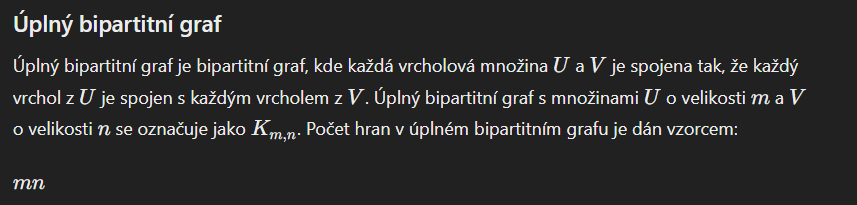 Úplný bipartitní graf
Úplný bipartitní graf je bipartitní graf, kde každá vrcholová množina U a V je spojena tak, že každý
vrchol z U je spojen s každým vrcholem z V. Úplný bipartitní graf s množinami U o velikosti m a V
o velikosti n se označuje jako K_{m,n}. Počet hran v úplném bipartitním grafu je dán vzorcem:
mn